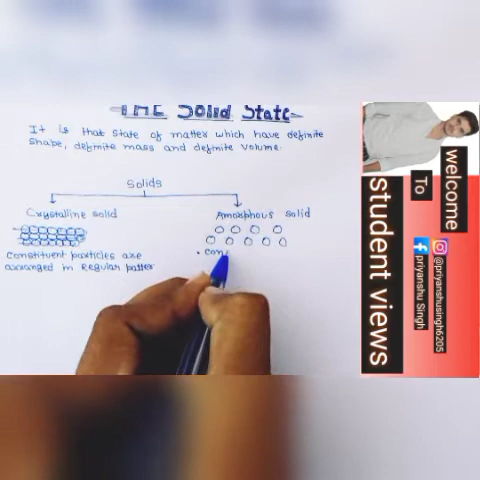 THE Solid State
It is that state of matter which have definite
shape, definite mass and definite volume.
Solids
Crystalline solid
Amorphous solid
Constituent particles are
arranged in Regular patter
• Con
welcome
To
student views
@priyanshusingh6205
priyanshu Singh